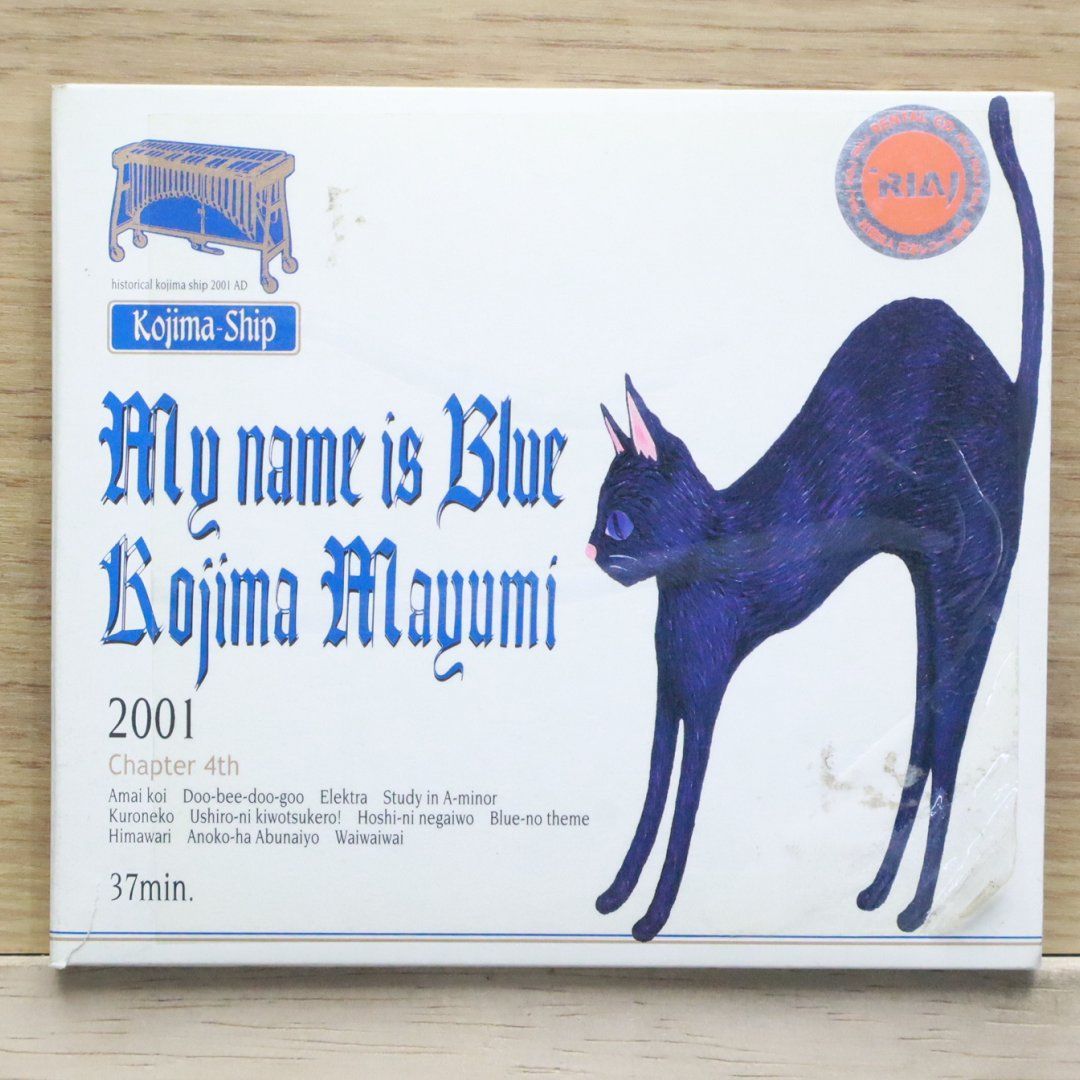 historical kojima ship 2001 AD
Kojima-Ship
RENTAL CD
RIAJ
My name is Blue
Kojima Mayumi
2001
Chapter 4th
Amai koi Doo-bee-doo-goo Elektra Study in A-minor
Kuroneko Ushiro-ni kiwotsukero! Hoshi-ni negaiwo Blue-no theme
Himawari Anoko-ha Abunaiyo Waiwaiwai
37min.